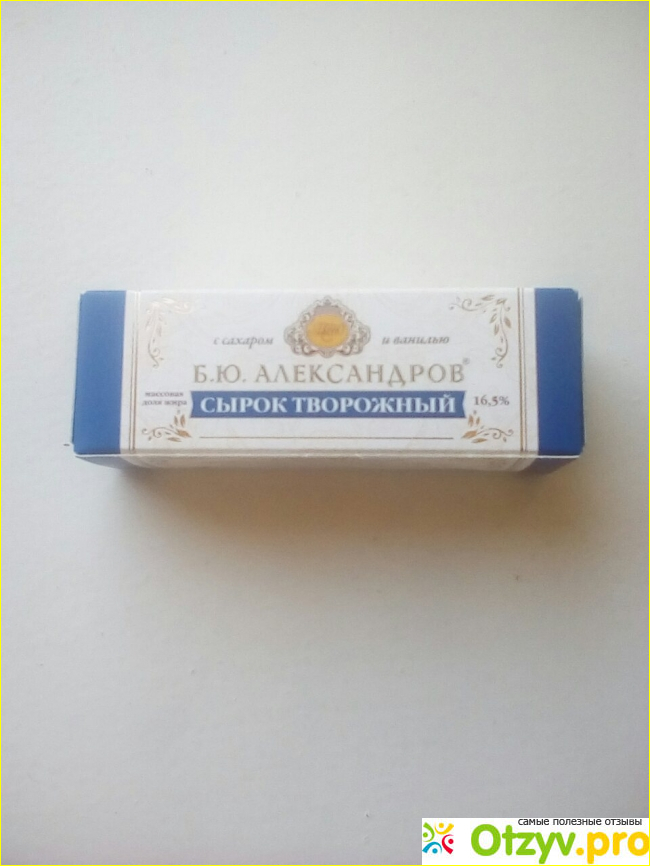 с сахаром и ванилью
Б.Ю. АЛЕКСАНДРОВ®
массовая доля жира
СЫРОК ТВОРОЖНЫЙ 16,5%
самые полезные отзывы
Otzyv.pro